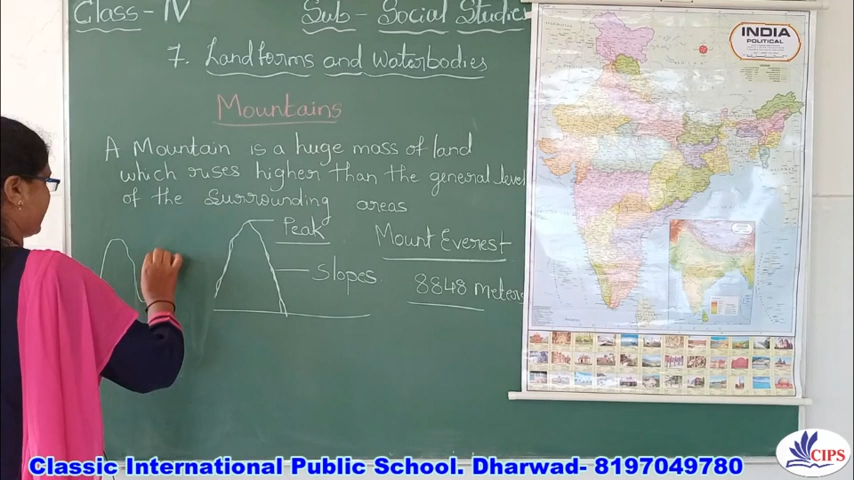 Class - IV Sub - Social Studies
7. Landforms and Waterbodies
Mountains
A Mountain is a huge mass of land
which rises higher than the general level
of the surrounding areas
Peak
Slopes
Mount Everest
8848 Meters
INDIA
POLITICAL
Classic International Public School. Dharwad- 8197049780
CIPS